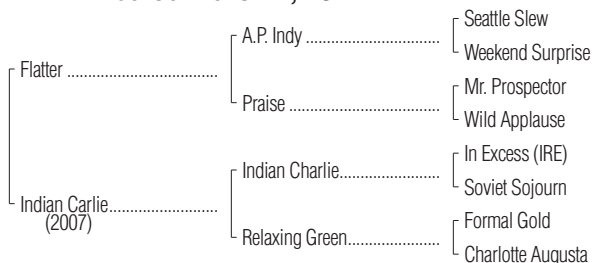 Seattle Slew
A.P. Indy
Weekend Surprise
Flatter
Mr. Prospector
Praise
Wild Applause
In Excess (IRE)
Indian Charlie
Soviet Sojourn
Indian Carlie
(2007)
Formal Gold
Relaxing Green
Charlotte Augusta